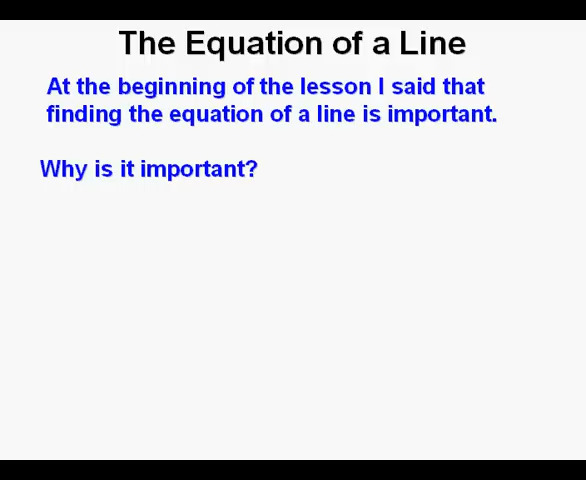 The Equation of a Line
At the beginning of the lesson I said that
finding the equation of a line is important.
Why is it important?